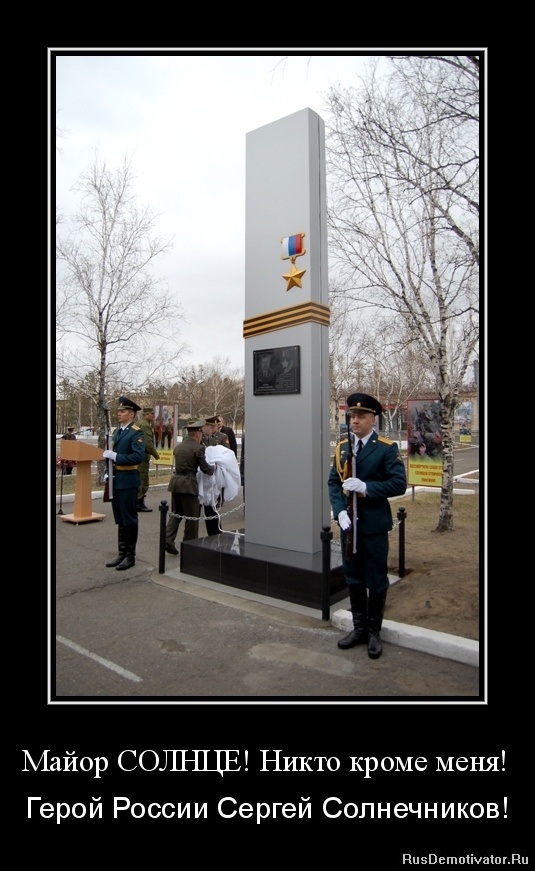 Майор СОЛНЦЕ! Никто кроме меня!
Герой России Сергей Солнечников!
RusDemotivator.Ru